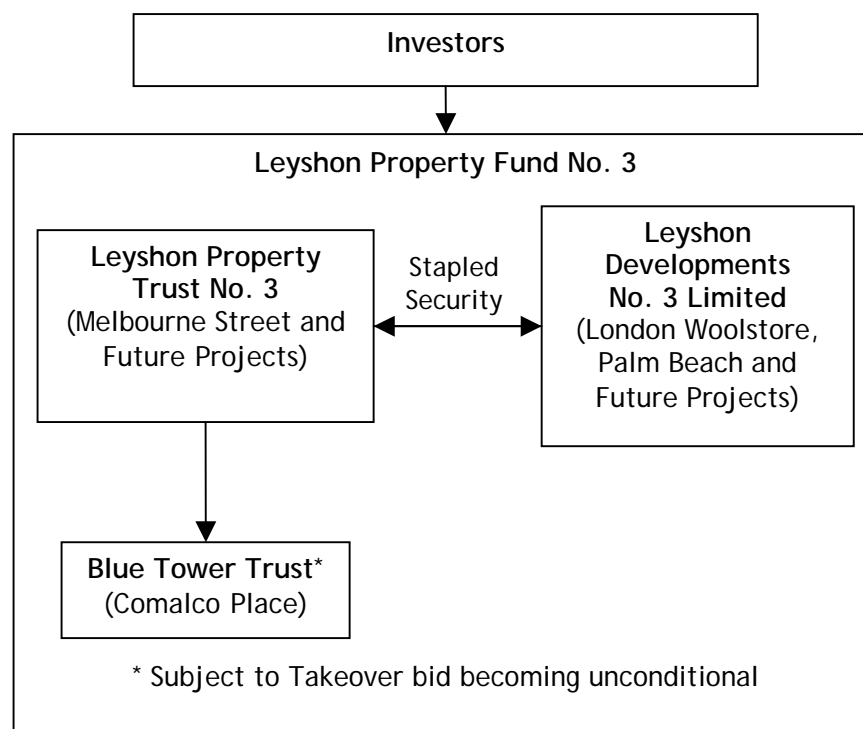 Investors
Leyshon Property Fund No. 3
Leyshon Property
Trust No. 3
(Melbourne Street and
Future Projects)
Stapled
Security
Leyshon
Developments
No. 3 Limited
(London Woolstore,
Palm Beach and
Future Projects)
Blue Tower Trust*
(Comalco Place)
* Subject to Takeover bid becoming unconditional